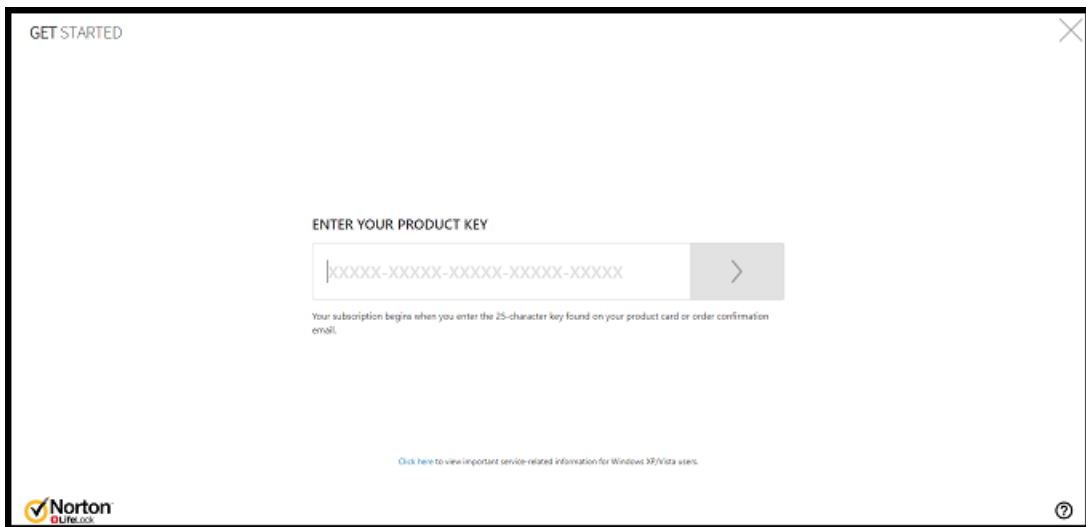 GET STARTED
ENTER YOUR PRODUCT KEY
XXXXX-XXXXX-XXXXX-XXXXX-XXXXX
Your subscription begins when you enter the 25-character key found on your product card or order confirmation
email.
Click here to view important service-related information for Windows XP/Vista users.
Norton
LifeLock